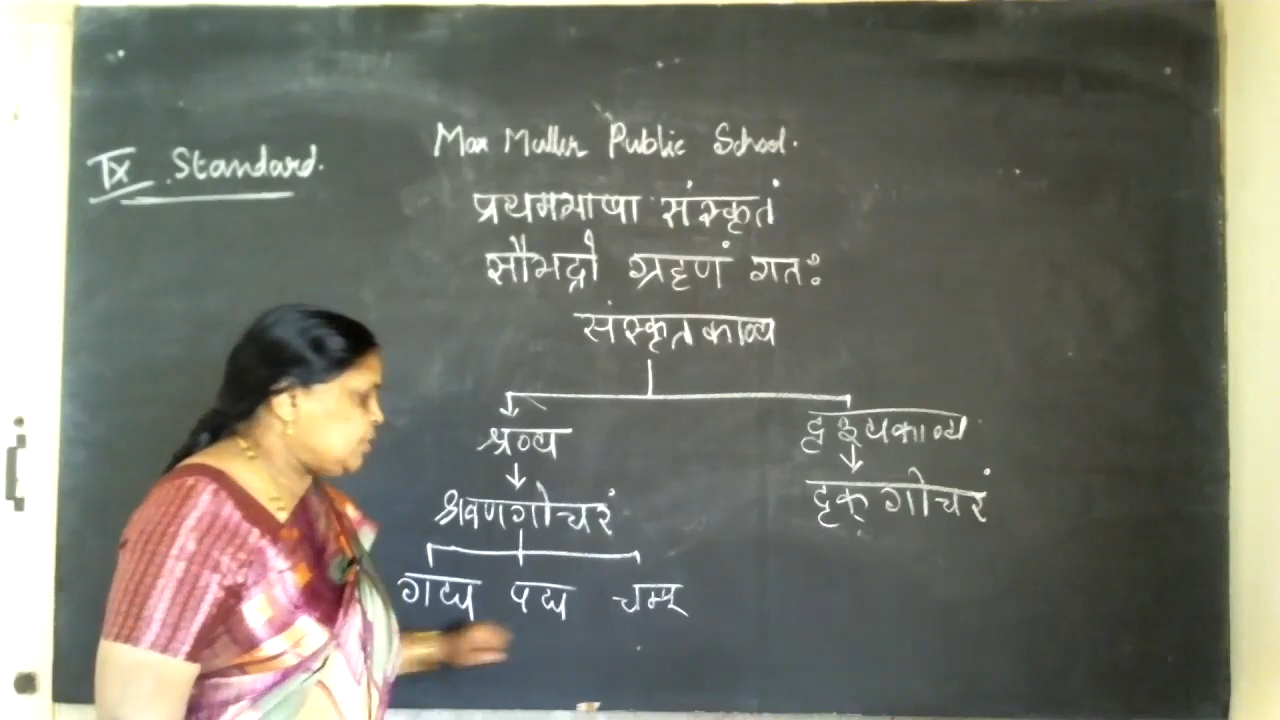 IX Standard.
Max Muller Public School.
प्रथमभाषा संस्कृतं
सौभद्रो ग्रहणं गतः
संस्कृतकाव्य
श्रव्य
दृश्यकाव्य
श्रवणगोचरं
दृक् गोचरं
गद्य पद्य चम्पू